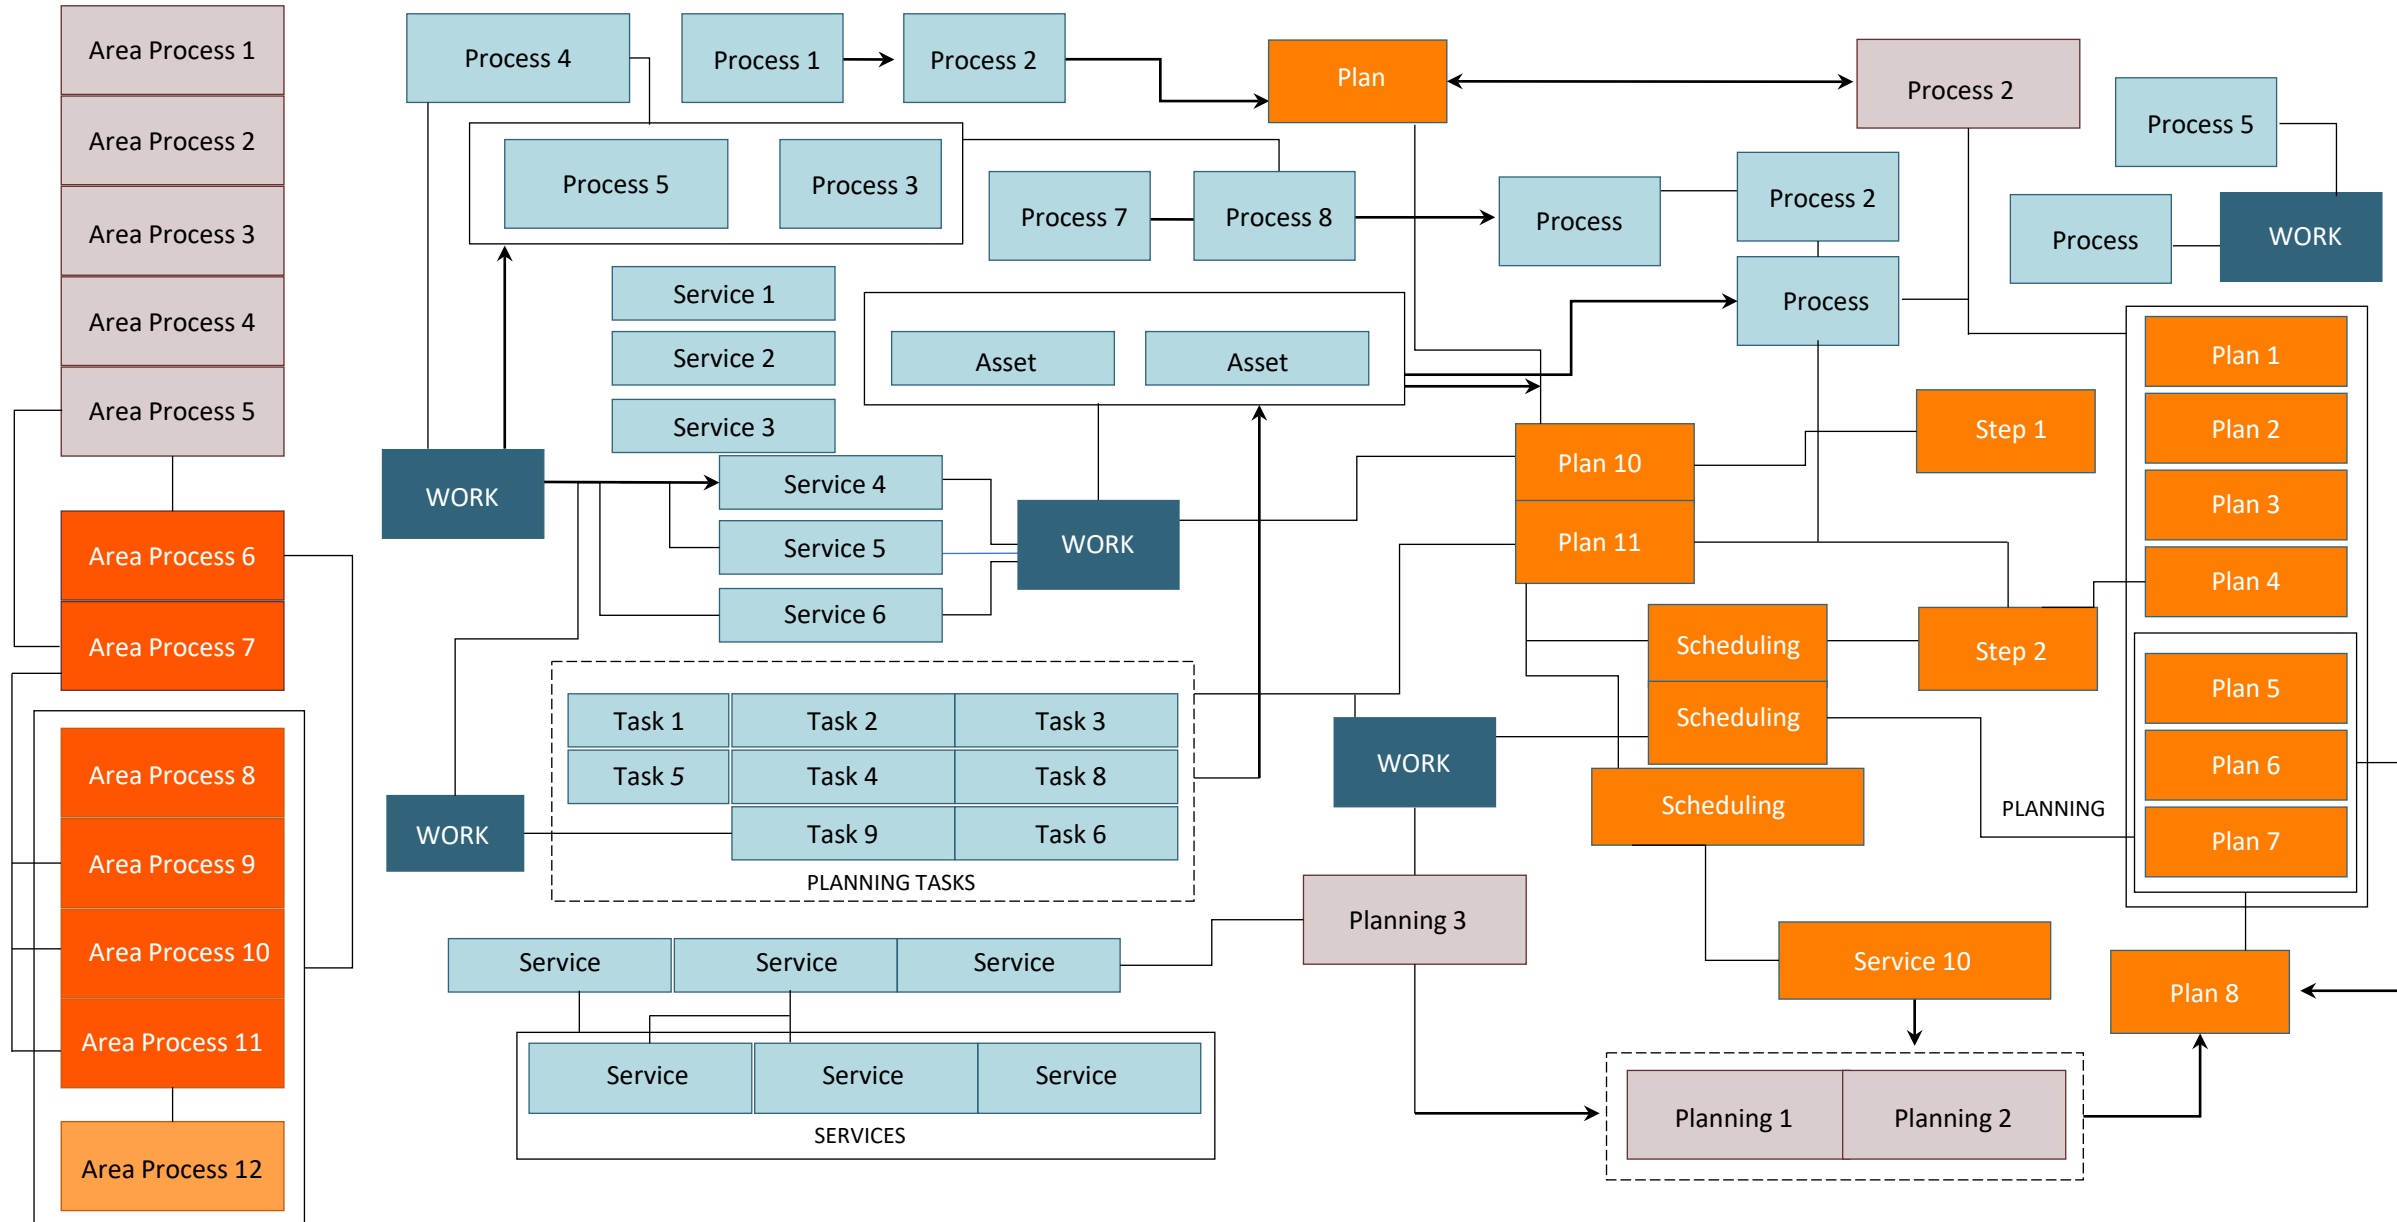 Area Process 1
Area Process 2
Area Process 3
Area Process 4
Area Process 5
Area Process 6
Area Process 7
Area Process 8
Area Process 9
Area Process 10
Area Process 11
Area Process 12
Process 4
Process 1
Process 2
Plan
Process 2
Process 5
Process 5
Process 3
Process 7
Process 8
Process
Process 2
Process
WORK
Service 1
Service 2
Service 3
Asset
Asset
Process
Plan 1
Plan 2
Plan 3
Plan 4
Plan 5
Plan 6
Plan 7
PLANNING
WORK
Service 4
Service 5
Service 6
WORK
Plan 10
Plan 11
Step 1
Step 2
Scheduling
Scheduling
Scheduling
Task 1
Task 2
Task 3
Task 5
Task 4
Task 8
Task 9
Task 6
PLANNING TASKS
WORK
WORK
Planning 3
Service
Service
Service
Service
Service
Service
SERVICES
Service 10
Plan 8
Planning 1
Planning 2